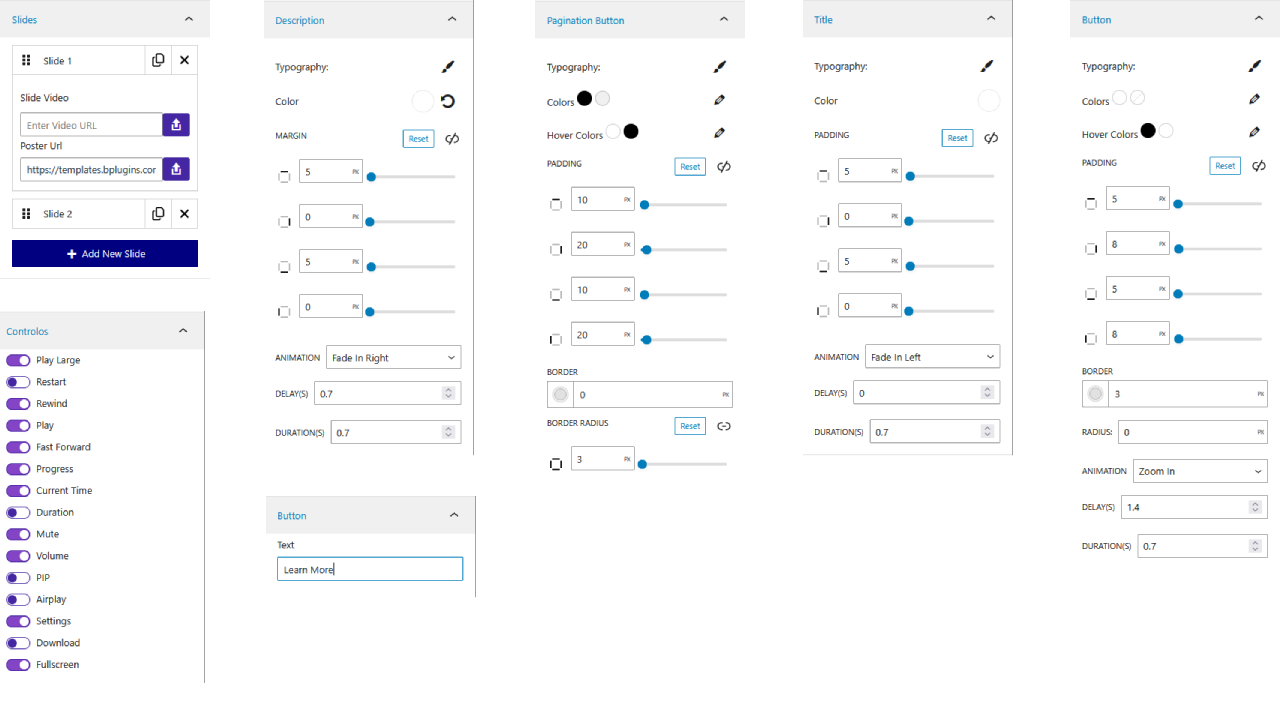 Slides
Slide 1
Slide Video
Enter Video URL
Poster Url
https://templates.bplugins.cor
Slide 2
Add New Slide
Controlos
Play Large
Restart
Rewind
Play
Fast Forward
Progress
Current Time
Duration
Mute
Volume
PIP
Airplay
Settings
Download
Fullscreen
Description
Typography:
Color
MARGIN Reset
5 PX
0 PX
5 PX
0 PX
ANIMATION Fade In Right
DELAY(S) 0.7
DURATION(S) 0.7
Button
Text
Learn More
Pagination Button
Typography:
Colors
Hover Colors
PADDING Reset
10 PX
20 PX
10 PX
20 PX
BORDER
0 PX
BORDER RADIUS Reset
3 PX
Title
Typography:
Color
PADDING Reset
5 PX
0 PX
5 PX
0 PX
ANIMATION Fade In Left
DELAY(S) 0
DURATION(S) 0.7
Button
Typography:
Colors
Hover Colors
PADDING Reset
5 PX
8 PX
5 PX
8 PX
BORDER
3 PX
RADIUS: 0 PX
ANIMATION Zoom In
DELAY(S) 1.4
DURATION(S) 0.7